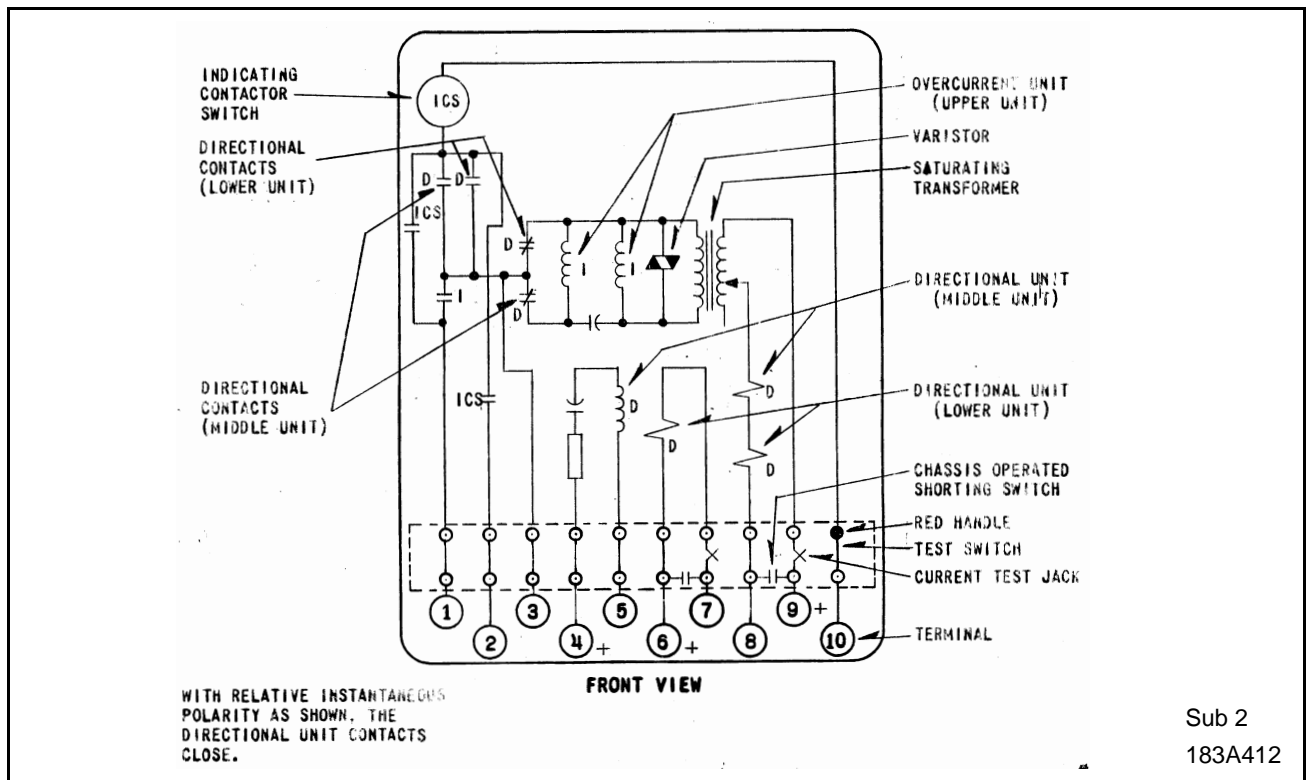 INDICATING
CONTACTOR
SWITCH
DIRECTIONAL
CONTACTS
(LOWER UNIT)
DIRECTIONAL
CONTACTS
(MIDDLE UNIT)
OVERCURRENT UNIT
(UPPER UNIT)
VARISTOR
SATURATING
TRANSFORMER
DIRECTIONAL UNIT
(MIDDLE UNIT)
DIRECTIONAL UNIT
(LOWER UNIT)
CHASSIS OPERATED
SHORTING SWITCH
RED HANDLE
TEST SWITCH
CURRENT TEST JACK
TERMINAL
ICS
D D
ICS
I
D
D
I
I
ICS
D
D
D
D
1
2
3
4 +
5
6 +
7
8
9 +
10
FRONT VIEW
WITH RELATIVE INSTANTANEOUS
POLARITY AS SHOWN, THE
DIRECTIONAL UNIT CONTACTS
CLOSE.
Sub 2
183A412